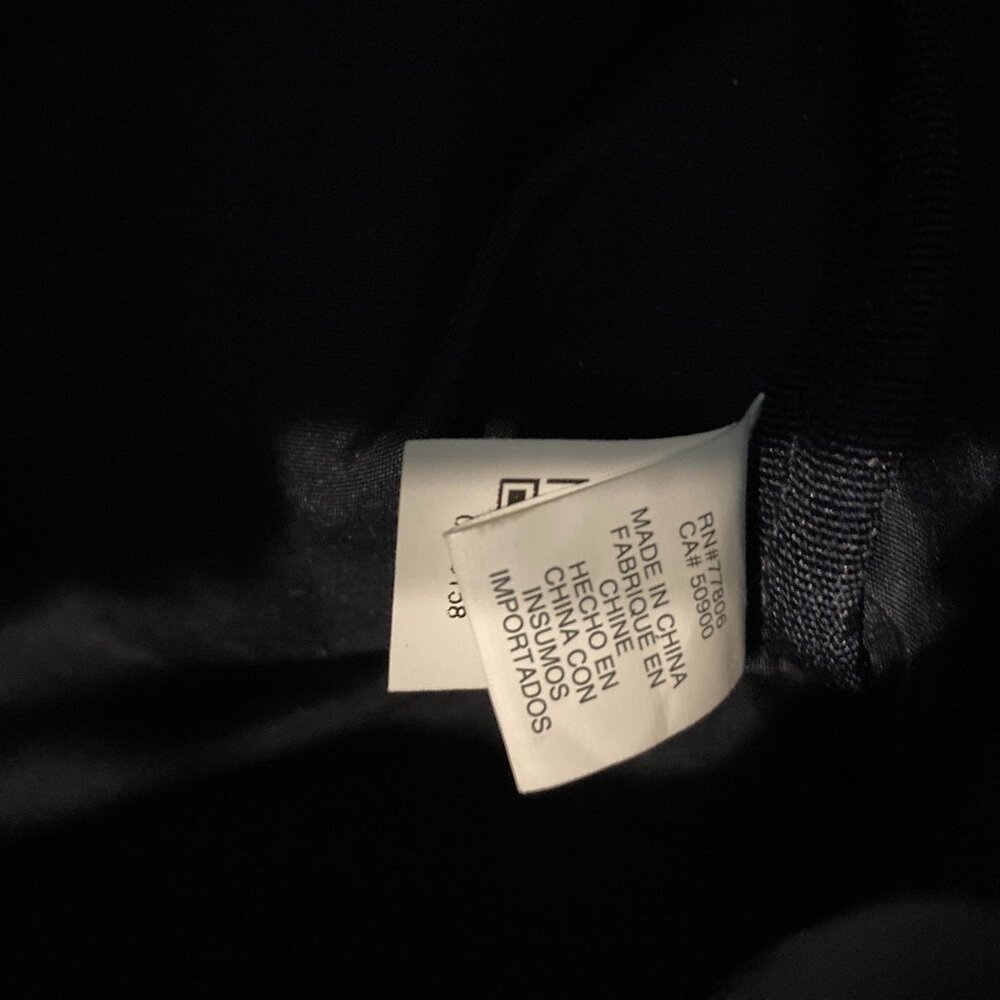 RN#77806
CA# 50900
MADE IN CHINA
FABRIQUÉ EN
CHINE
HECHO EN
CHINA CON
INSUMOS
IMPORTADOS